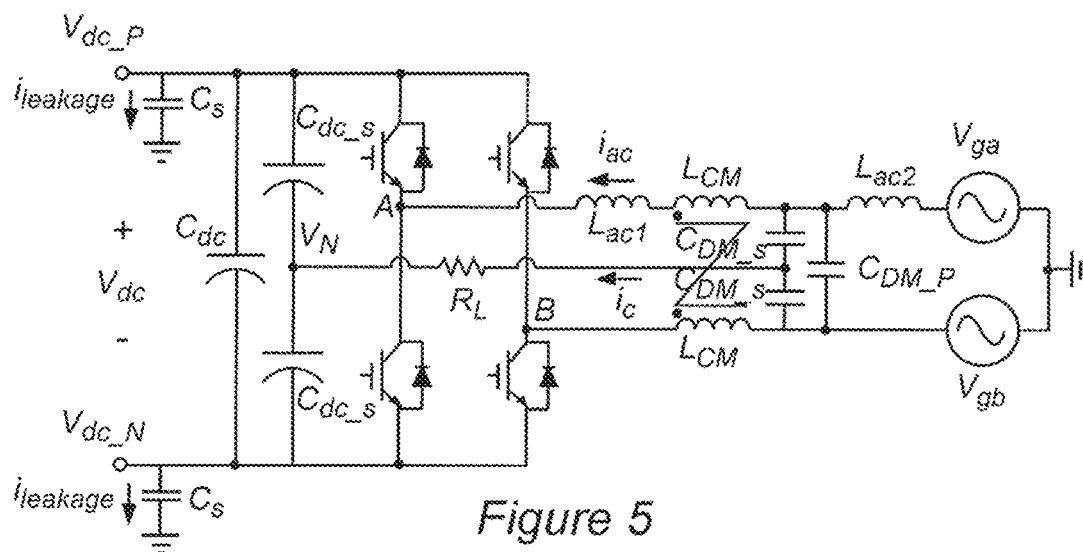 V_dc_P
i_leakage
C_s
C_dc_s
A
i_ac
L_CM
L_ac1
L_ac2
V_ga
+
V_dc
-
C_dc
V_N
R_L
C_DM_s
C_DM_s
i_c
C_DM_P
B
L_CM
V_gb
C_dc_s
V_dc_N
i_leakage
C_s
Figure 5